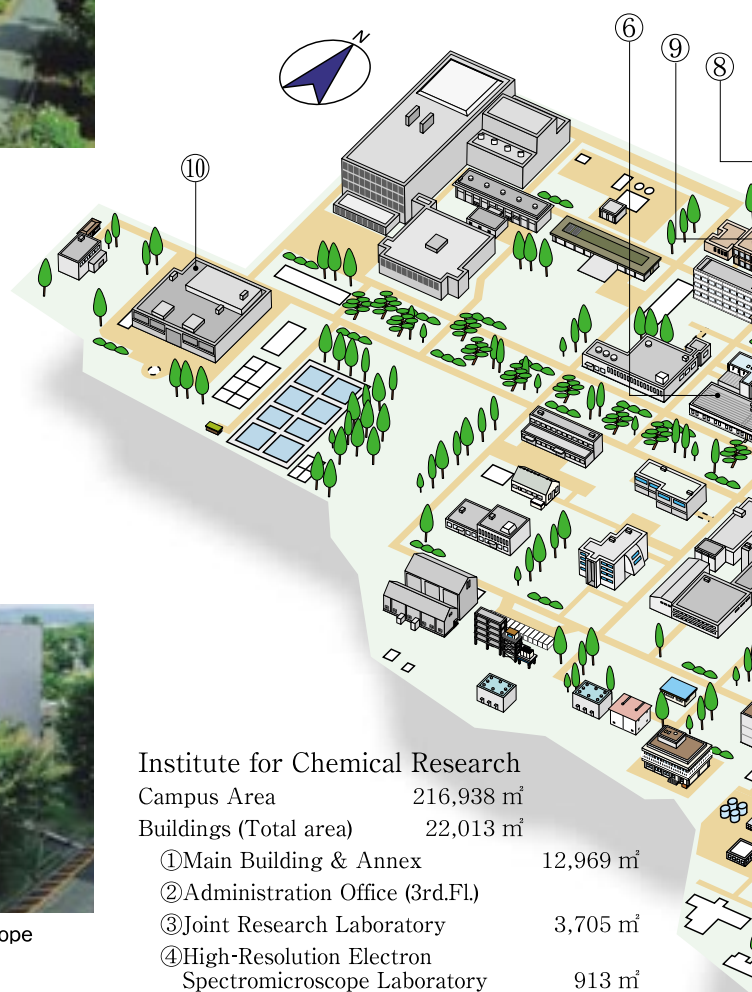 N
⑥
⑨
⑧
⑩
Institute for Chemical Research
Campus Area 216,938 ㎡
Buildings (Total area) 22,013 ㎡
①Main Building & Annex 12,969 ㎡
②Administration Office (3rd.Fl.)
③Joint Research Laboratory 3,705 ㎡
④High-Resolution Electron
Spectromicroscope Laboratory 913 ㎡
ope